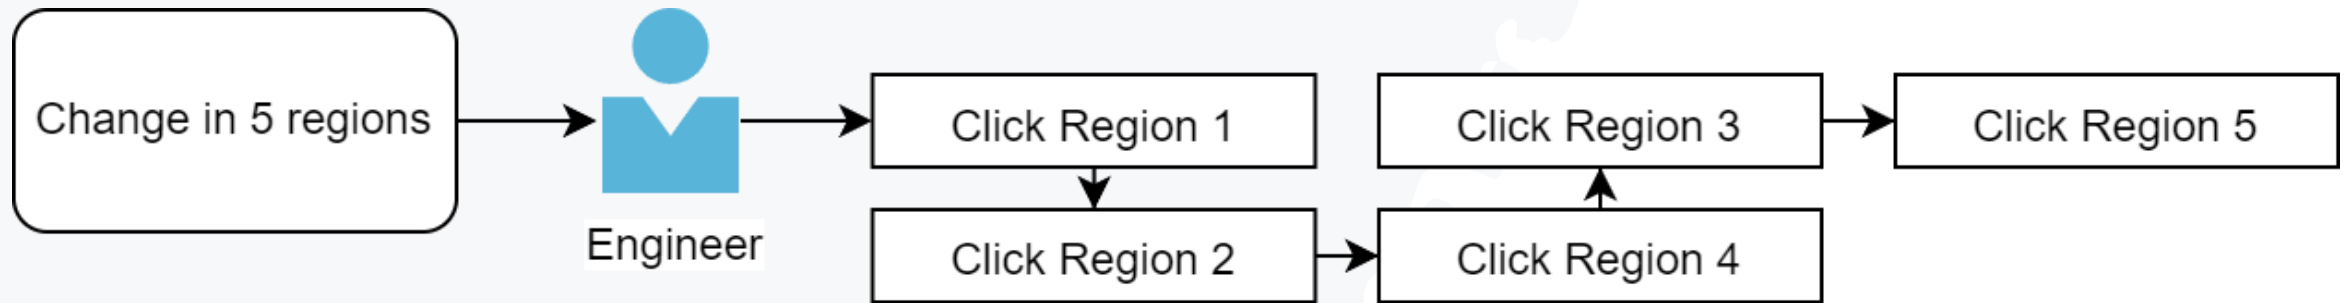 Change in 5 regions
Engineer
Click Region 1
Click Region 2
Click Region 4
Click Region 3
Click Region 5